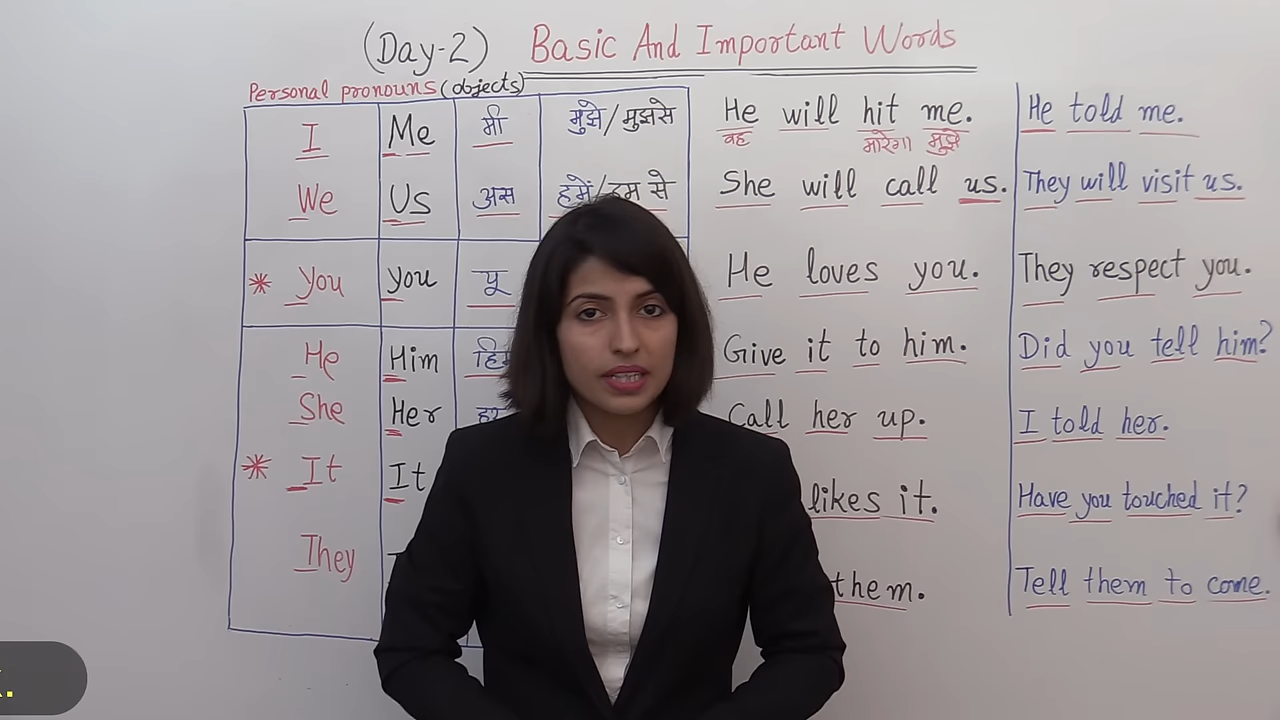 (Day-2) Basic And Important Words
Personal pronouns (objects)
I Me मी मुझे/मुझसे He will hit me. He told me.
वह मारेगा मुझे
We Us अस हमें/हम से She will call us. They will visit us.
* You you यू He loves you. They respect you.
He Him Give it to him. Did you tell him?
She Her Call her up. I told her.
* It It likes it. Have you touched it?
They them. Tell them to come.